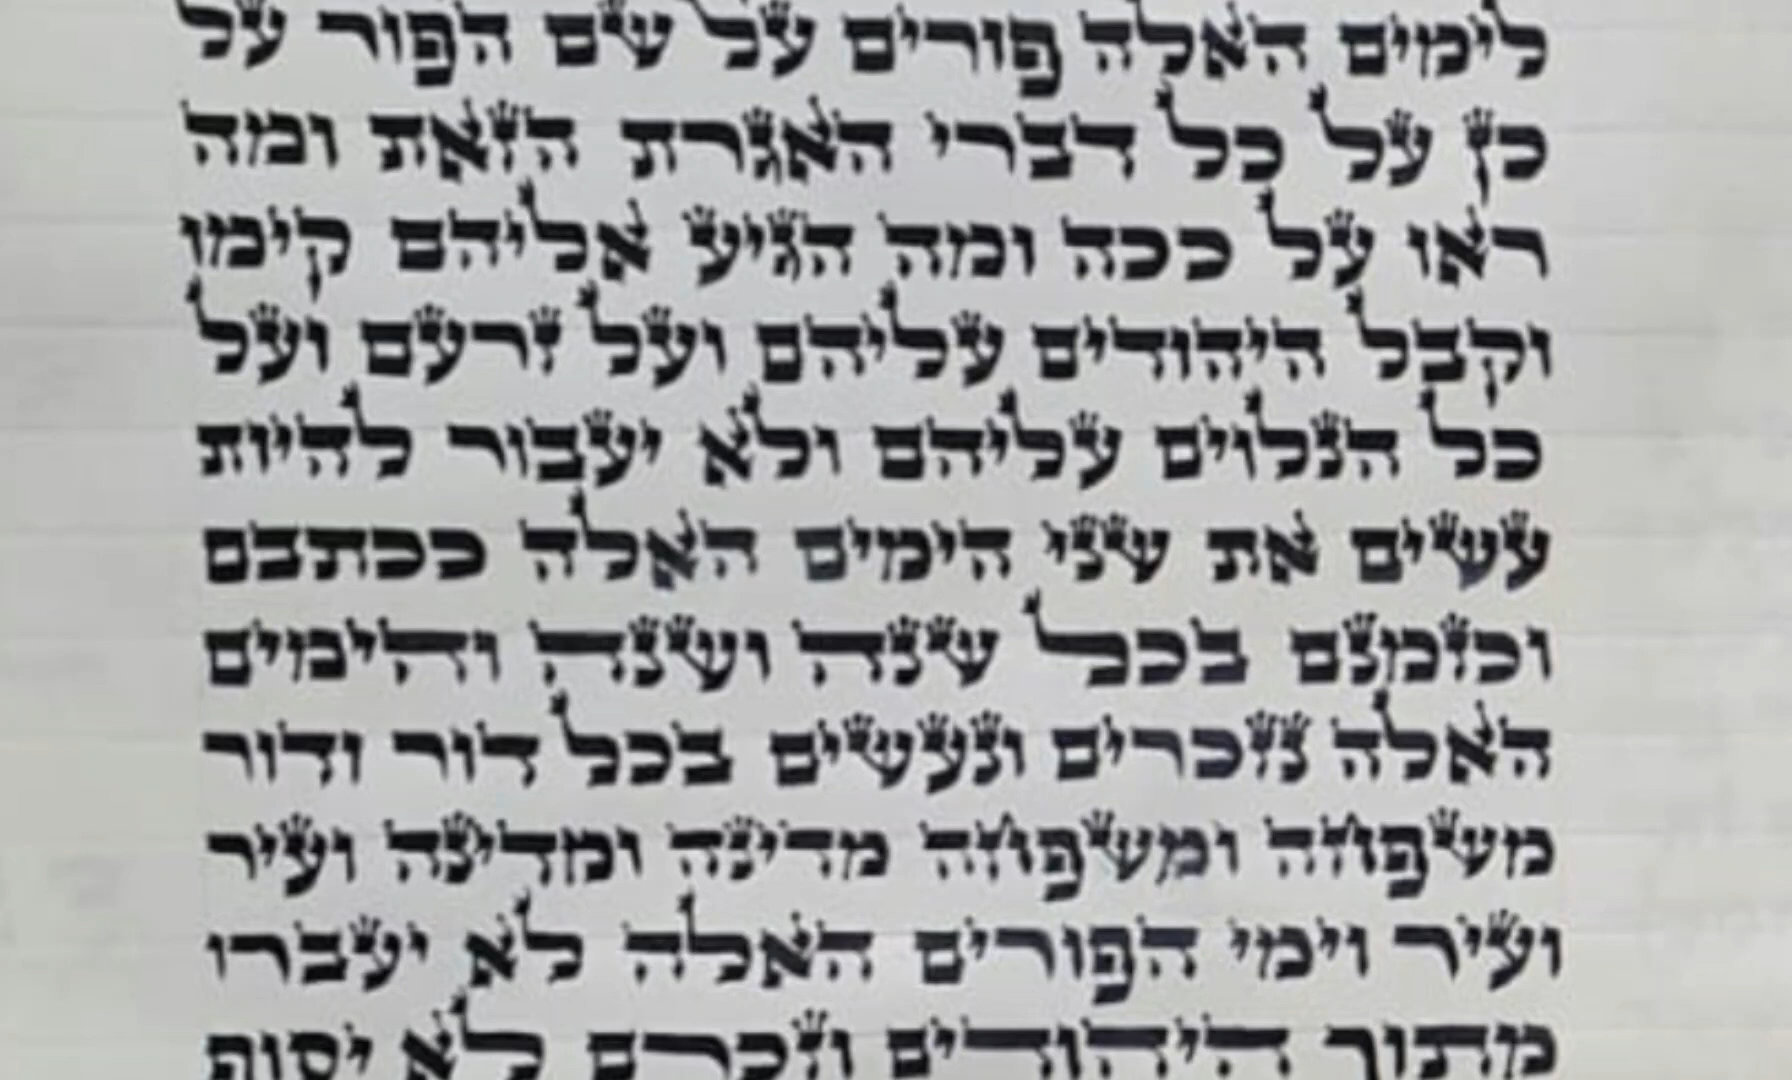 לימים האלה פורים על שם הפור על
כן על כל דברי האגרת הזאת ומה
ראו על ככה ומה הגיע אליהם קימו
וקבל היהודים עליהם ועל זרעם ועל
כל הנלוים עליהם ולא יעבור להיות
עשים את שני הימים האלה ככתבם
וכזמנם בכל שנה ושנה והימים
האלה נזכרים ונעשים בכל דור ודור
משפחה ומשפחה מדינה ומדינה ועיר
ועיר וימי הפורים האלה לא יעברו
מתוך היהודים וזכרם לא יסוף